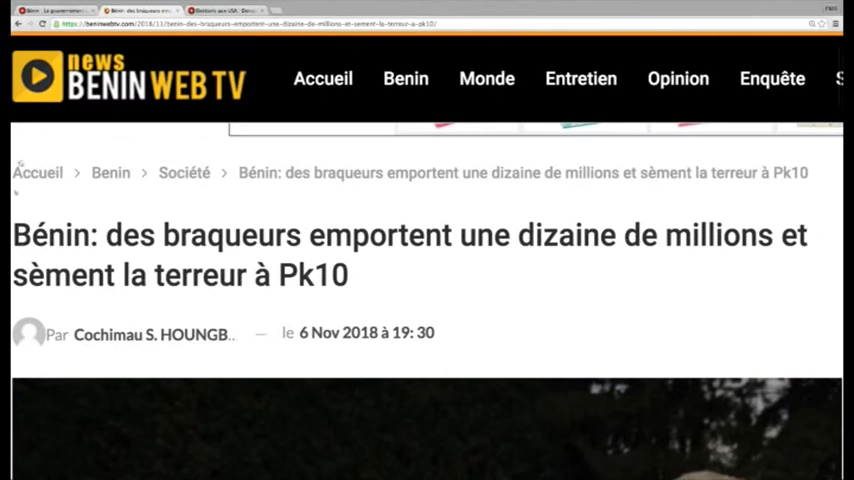 https://beninwebtv.com/2018/11/benin-des-braqueurs-emportent-une-dizaine-de-millions-et-sement-la-terreur-a-pk10/
news
BENIN WEB TV
Accueil Benin Monde Entretien Opinion Enquête
Accueil > Benin > Société > Bénin: des braqueurs emportent une dizaine de millions et sèment la terreur à Pk10
Bénin: des braqueurs emportent une dizaine de millions et
sèment la terreur à Pk10
Par Cochimau S. HOUNGB.. — le 6 Nov 2018 à 19: 30